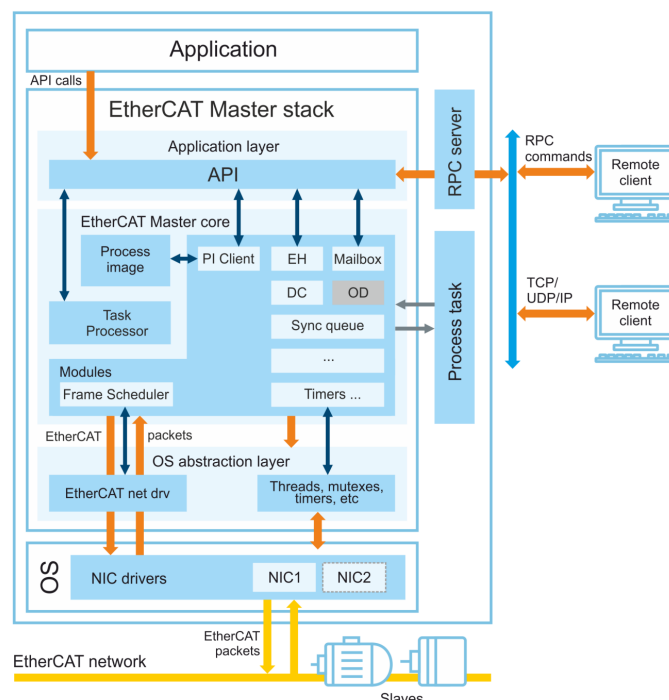 Application
API calls
EtherCAT Master stack
Application layer
API
RPC server
RPC
commands
Remote
client
EtherCAT Master core
Process
image
PI Client
EH
Mailbox
DC
OD
Task
Processor
Sync queue
...
Process task
TCP/
UDP/IP
Remote
client
Modules
Frame Scheduler
Timers ...
EtherCAT
packets
OS abstraction layer
EtherCAT net drv
Threads, mutexes,
timers, etc
OS
NIC drivers
NIC1
NIC2
EtherCAT
packets
EtherCAT network
Slaves